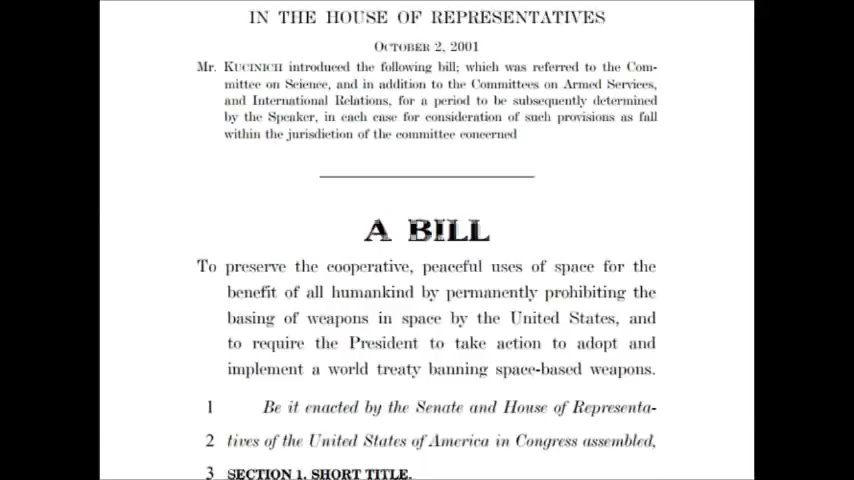 IN THE HOUSE OF REPRESENTATIVES
OCTOBER 2, 2001
Mr. KUCINICH introduced the following bill; which was referred to the Com-
mittee on Science, and in addition to the Committees on Armed Services,
and International Relations, for a period to be subsequently determined
by the Speaker, in each case for consideration of such provisions as fall
within the jurisdiction of the committee concerned
A BILL
To preserve the cooperative, peaceful uses of space for the
benefit of all humankind by permanently prohibiting the
basing of weapons in space by the United States, and
to require the President to take action to adopt and
implement a world treaty banning space-based weapons.
1 Be it enacted by the Senate and House of Representa-
2 tives of the United States of America in Congress assembled,
3 SECTION 1. SHORT TITLE.